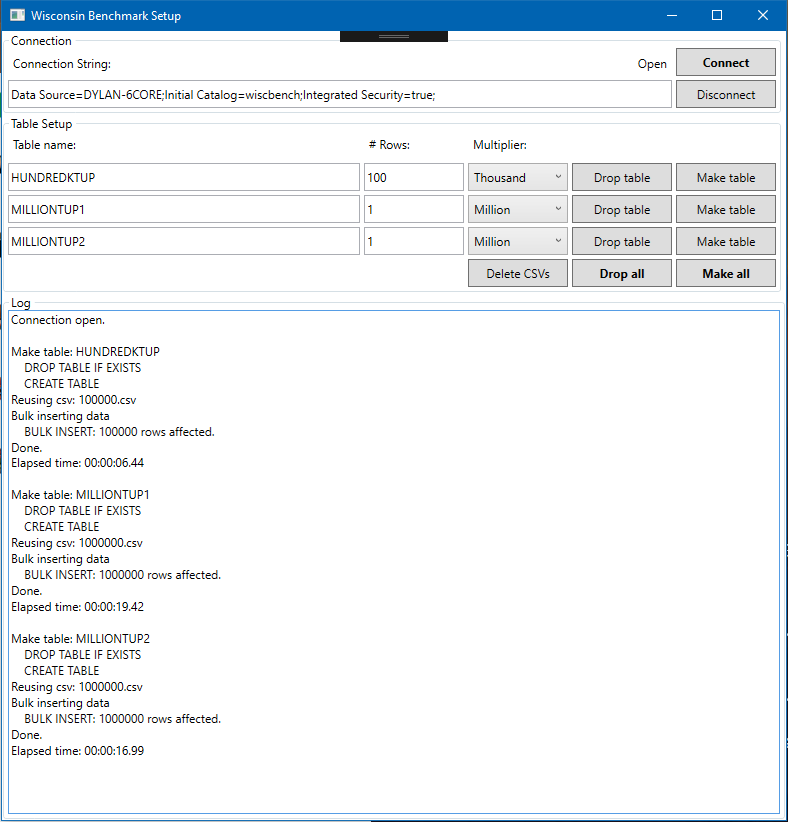 Wisconsin Benchmark Setup
Connection
Connection String: Open Connect
Data Source=DYLAN-6CORE;Initial Catalog=wiscbench;Integrated Security=true; Disconnect
Table Setup
Table name: # Rows: Multiplier:
HUNDREDKTUP 100 Thousand Drop table Make table
MILLIONTUP1 1 Million Drop table Make table
MILLIONTUP2 1 Million Drop table Make table
Delete CSVs Drop all Make all
Log
Connection open.
Make table: HUNDREDKTUP
DROP TABLE IF EXISTS
CREATE TABLE
Reusing csv: 100000.csv
Bulk inserting data
BULK INSERT: 100000 rows affected.
Done.
Elapsed time: 00:00:06.44
Make table: MILLIONTUP1
DROP TABLE IF EXISTS
CREATE TABLE
Reusing csv: 1000000.csv
Bulk inserting data
BULK INSERT: 1000000 rows affected.
Done.
Elapsed time: 00:00:19.42
Make table: MILLIONTUP2
DROP TABLE IF EXISTS
CREATE TABLE
Reusing csv: 1000000.csv
Bulk inserting data
BULK INSERT: 1000000 rows affected.
Done.
Elapsed time: 00:00:16.99